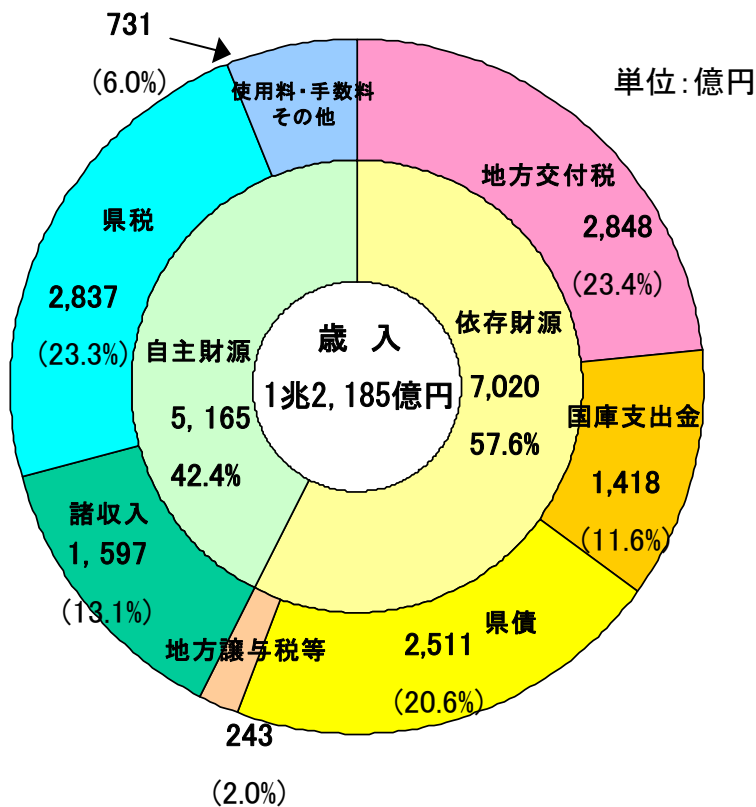 731
(6.0%)
使用料・手数料
その他
単位:億円
地方交付税
2,848
(23.4%)
県税
2,837
(23.3%)
自主財源
5,165
42.4%
歳 入
1兆2,185億円
依存財源
7,020
57.6%
国庫支出金
1,418
(11.6%)
諸収入
1,597
(13.1%)
地方譲与税等
243
(2.0%)
県債
2,511
(20.6%)